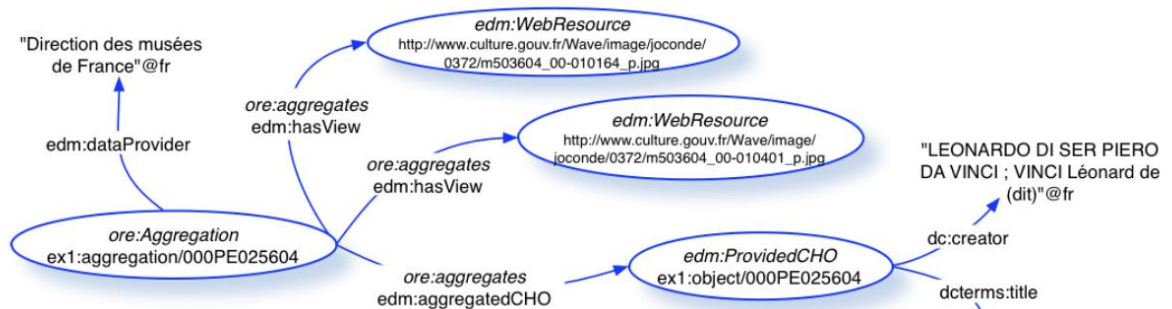 edm:WebResource
http://www.culture.gouv.fr/Wave/image/joconde/
0372/m503604_00-010164_p.jpg
"Direction des musées
de France"@fr
ore:aggregates
edm:hasView
edm:dataProvider
edm:WebResource
http://www.culture.gouv.fr/Wave/image/
joconde/0372/m503604_00-010401_p.jpg
ore:aggregates
edm:hasView
"LEONARDO DI SER PIERO
DA VINCI ; VINCI Léonard de
(dit)"@fr
ore:Aggregation
ex1:aggregation/000PE025604
dc:creator
edm:ProvidedCHO
ex1:object/000PE025604
ore:aggregates
edm:aggregatedCHO
dcterms:title